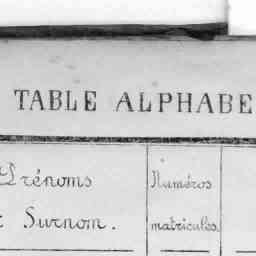 TABLE ALPHABE
Prénoms
Numéros
t Surnom.
matricules.